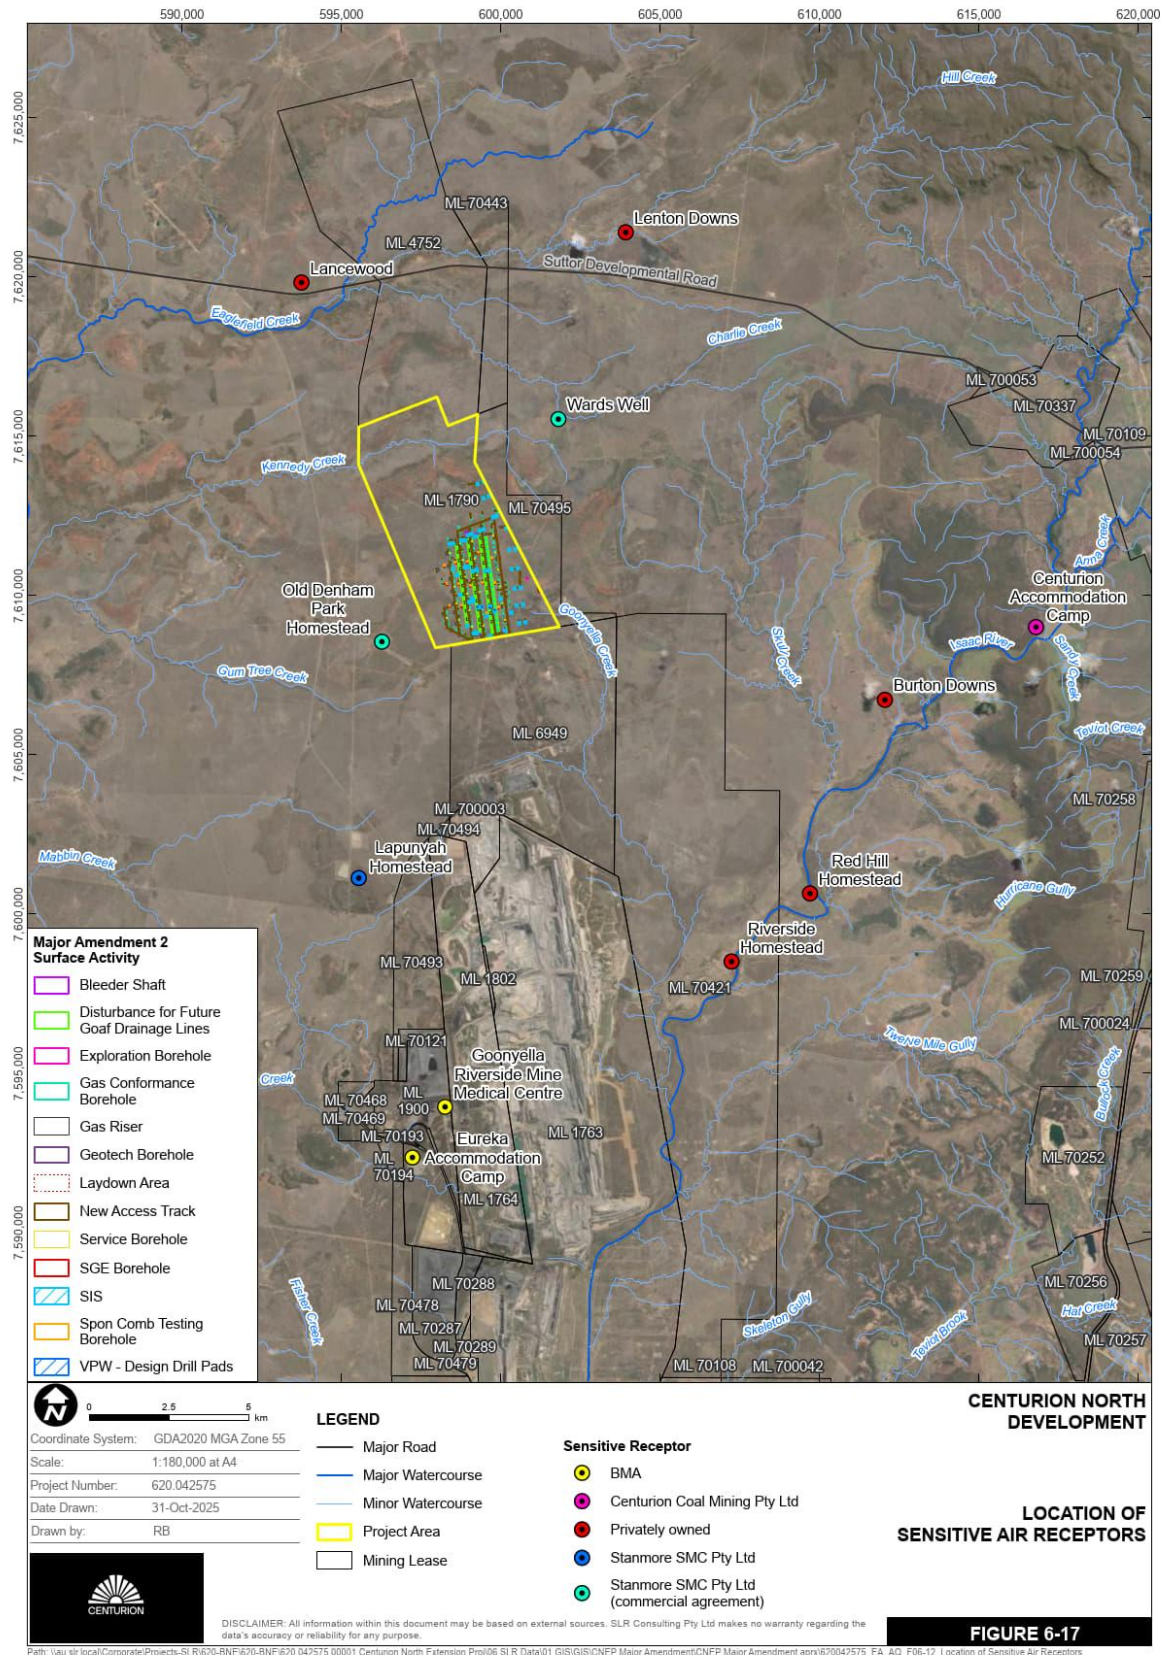 590,000
595,000
600,000
605,000
610,000
615,000
620,000
7,625,000
7,620,000
7,615,000
7,610,000
7,605,000
7,600,000
7,595,000
7,590,000
Hill Creek
ML 70443
Lenton Downs
ML 4752
Lancewood
Suttor Developmental Road
Eaglefield Creek
Charlie Creek
ML 700053
Wards Well
ML 70337
ML 70109
ML 700054
Kennedy Creek
ML 1790
ML 70495
Anna Creek
Old Denham
Park
Homestead
Centurion
Accommodation
Camp
Goonyella Creek
Skull Creek
Isaac River
Sandy Creek
Gum Tree Creek
Burton Downs
Teviot Creek
ML 6949
ML 70258
ML 700003
ML 70494
Lapunyah
Homestead
Mabbin Creek
Red Hill
Homestead
Hurricane Gully
Riverside
Homestead
ML 70493
ML 1802
ML 70421
ML 70259
ML 700024
Twelve Mile Gully
ML 70121
Goonyella
Riverside Mine
Medical Centre
Creek
Bullock Creek
ML 70468
ML
1900
ML 70469
ML 70193
ML 1763
Eureka
Accommodation
Camp
ML
70194
ML 70252
ML 1764
ML 70288
ML 70256
Fisher Creek
ML 70478
Hat Creek
ML 70287
Skeleton Gully
Teviot Brook
ML 70289
ML 70257
ML 70479
ML 70108
ML 700042
Major Amendment 2
Surface Activity
Bleeder Shaft
Disturbance for Future
Goaf Drainage Lines
Exploration Borehole
Gas Conformance
Borehole
Gas Riser
Geotech Borehole
Laydown Area
New Access Track
Service Borehole
SGE Borehole
SIS
Spon Comb Testing
Borehole
VPW - Design Drill Pads
N
0 2.5 5
km
Coordinate System: GDA2020 MGA Zone 55
Scale: 1:180,000 at A4
Project Number: 620.042575
Date Drawn: 31-Oct-2025
Drawn by: RB
CENTURION
LEGEND
Major Road
Major Watercourse
Minor Watercourse
Project Area
Mining Lease
Sensitive Receptor
BMA
Centurion Coal Mining Pty Ltd
Privately owned
Stanmore SMC Pty Ltd
Stanmore SMC Pty Ltd
(commercial agreement)
CENTURION NORTH
DEVELOPMENT
LOCATION OF
SENSITIVE AIR RECEPTORS
DISCLAIMER: All information within this document may be based on external sources. SLR Consulting Pty Ltd makes no warranty regarding the
data's accuracy or reliability for any purpose.
FIGURE 6-17